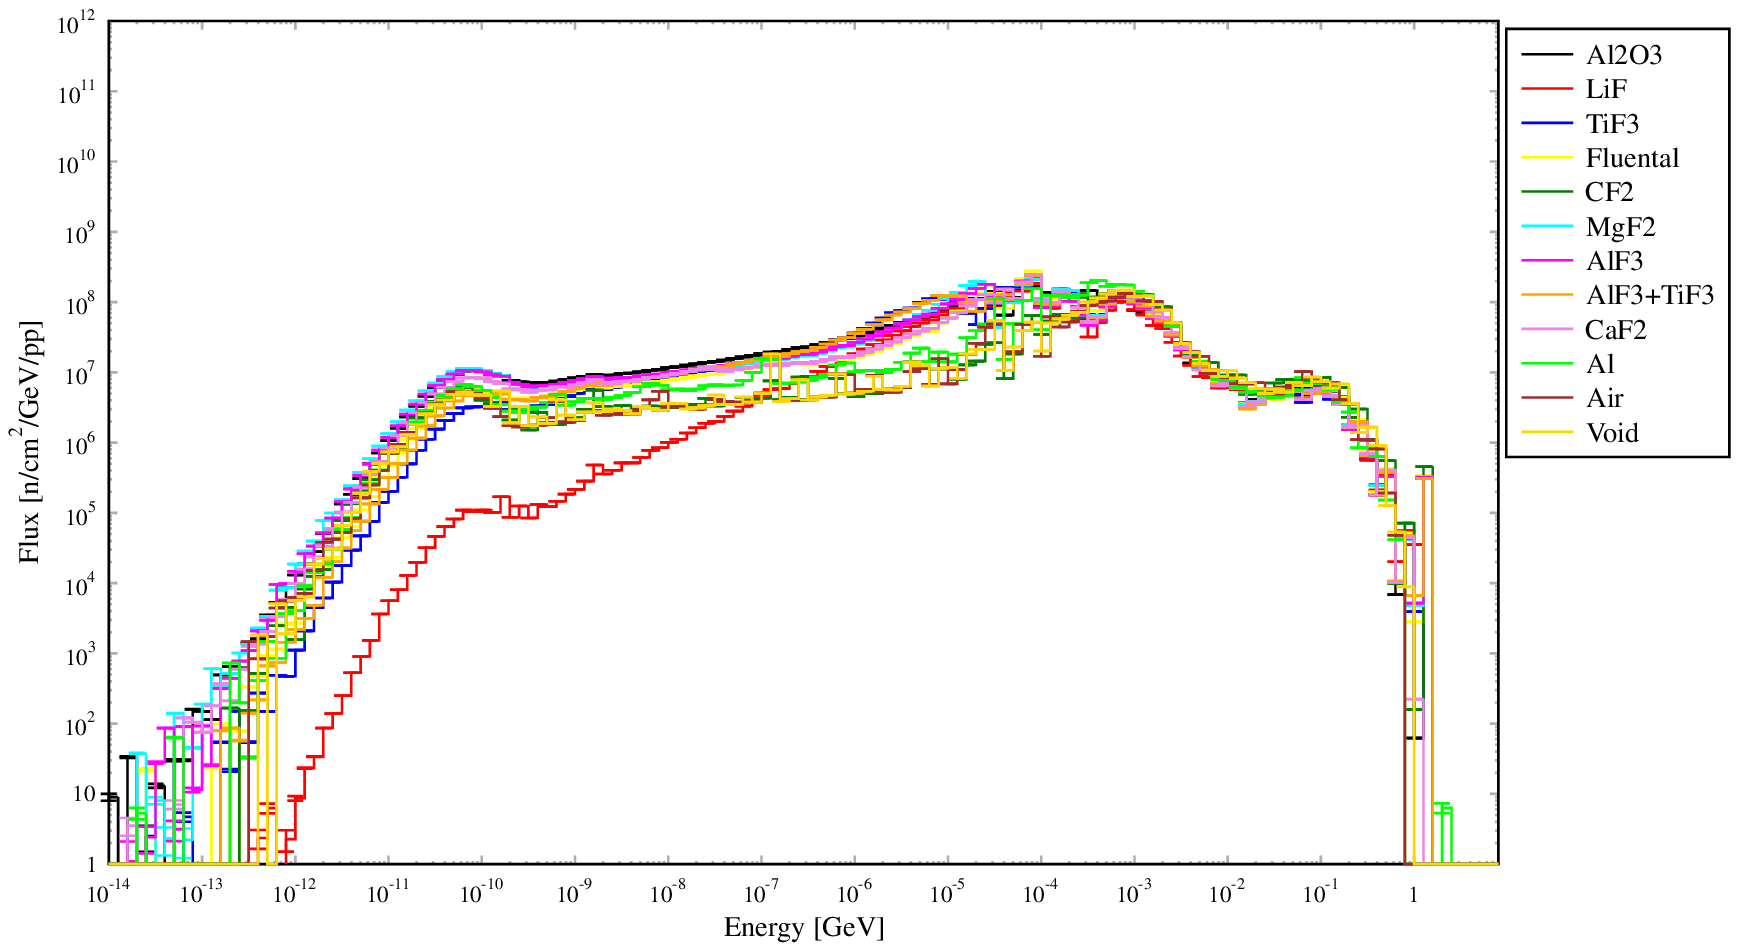 10^12
10^11
10^10
10^9
10^8
10^7
10^6
10^5
10^4
10^3
10^2
10
1
Flux [n/cm^2/GeV/pp]
10^-14 10^-13 10^-12 10^-11 10^-10 10^-9 10^-8 10^-7 10^-6 10^-5 10^-4 10^-3 10^-2 10^-1 1
Energy [GeV]
Al2O3
LiF
TiF3
Fluental
CF2
MgF2
AlF3
AlF3+TiF3
CaF2
Al
Air
Void